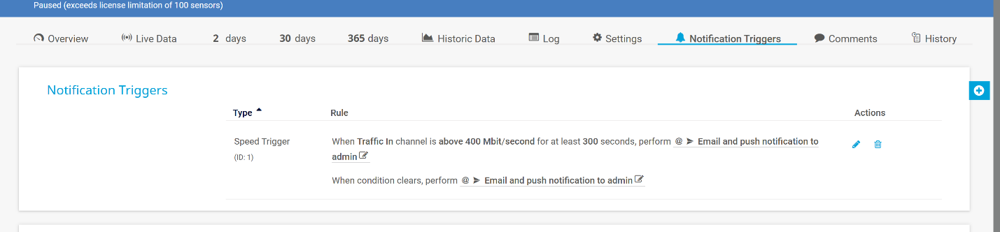 Paused (exceeds license limitation of 100 sensors)
Overview Live Data 2 days 30 days 365 days Historic Data Log Settings Notification Triggers Comments History
Notification Triggers
Type Rule Actions
Speed Trigger When Traffic In channel is above 400 Mbit/second for at least 300 seconds, perform @ Email and push notification to
(ID: 1) admin
When condition clears, perform @ Email and push notification to admin